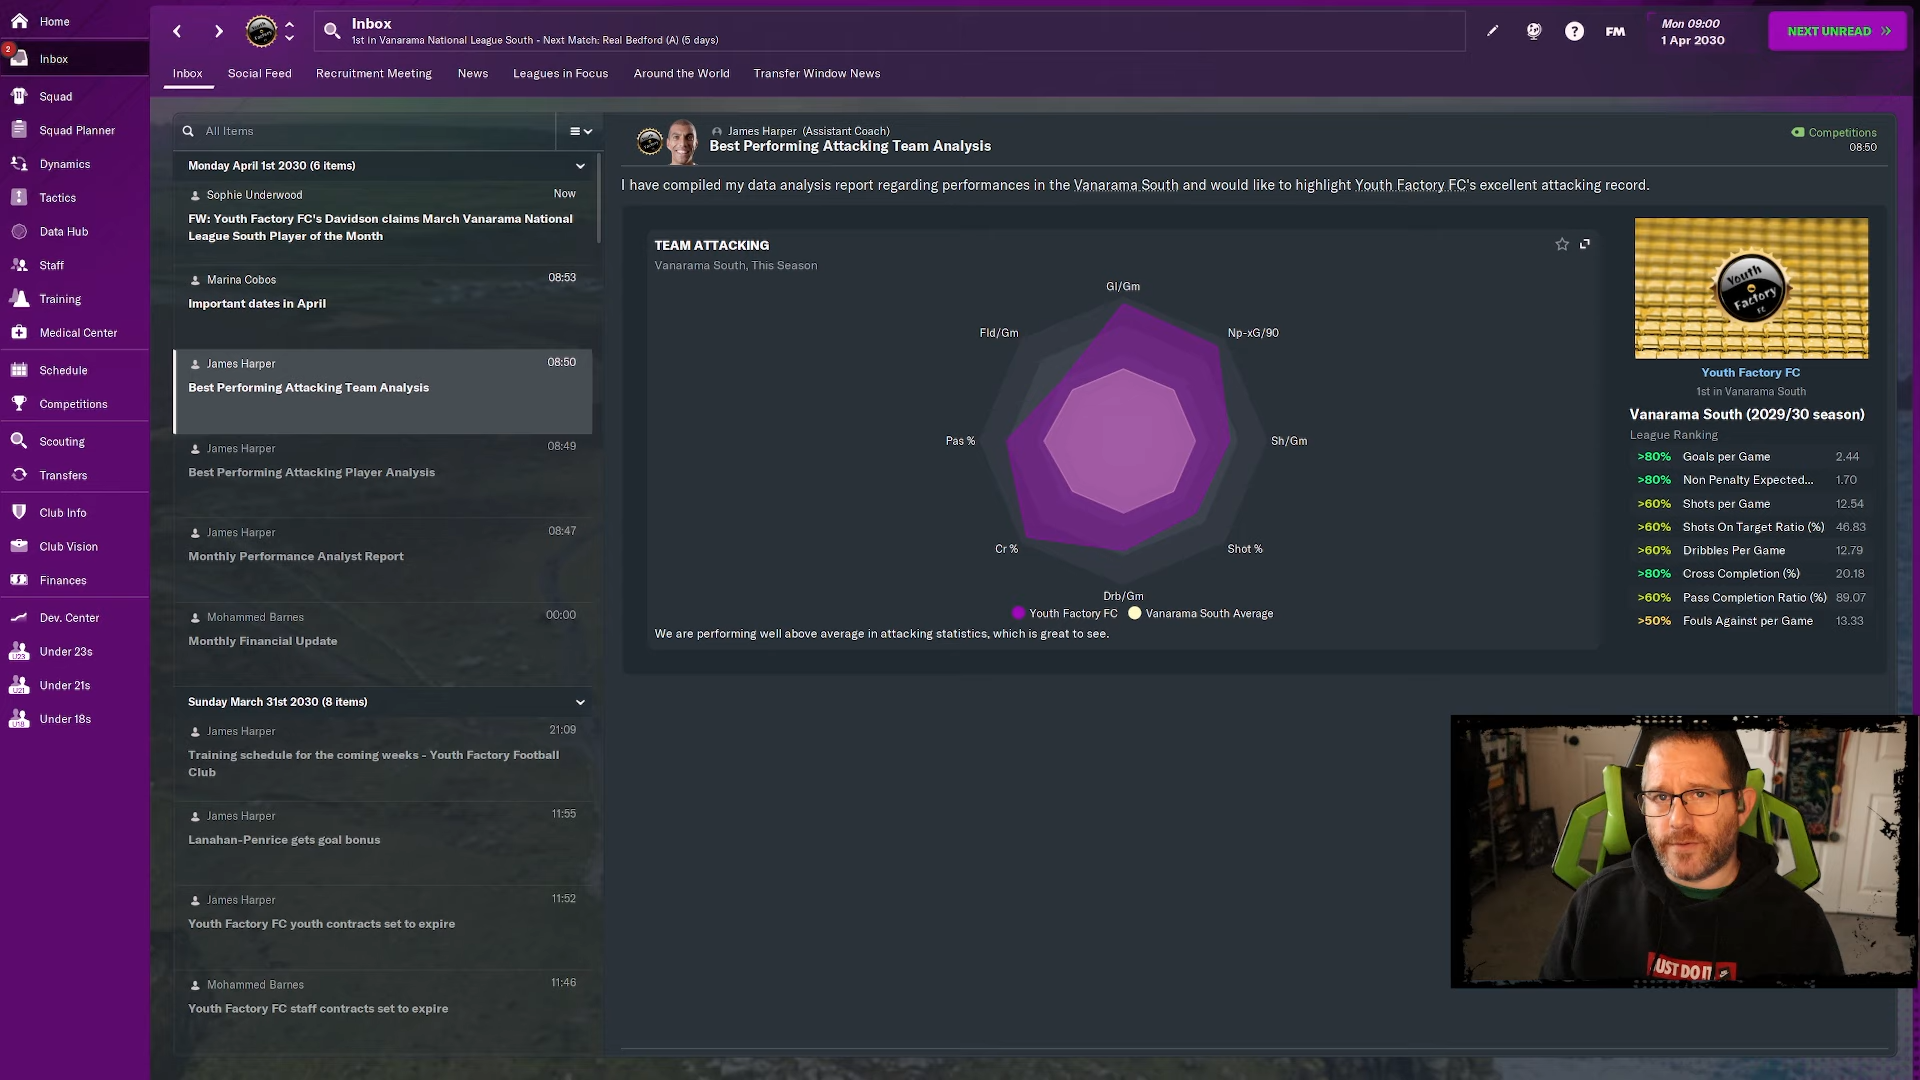 Home
2
Inbox
Squad
Squad Planner
Dynamics
Tactics
Data Hub
Staff
Training
Medical Center
Schedule
Competitions
Scouting
Transfers
Club Info
Club Vision
Finances
Dev. Center
U23
Under 23s
U21
Under 21s
U18
Under 18s
Inbox
1st in Vanarama National League South - Next Match: Real Bedford (A) (5 days)
FM
Mon 09:00
1 Apr 2030
NEXT UNREAD
Inbox
Social Feed
Recruitment Meeting
News
Leagues in Focus
Around the World
Transfer Window News
All Items
Monday April 1st 2030 (6 items)
Sophie Underwood
Now
FW: Youth Factory FC's Davidson claims March Vanarama National
League South Player of the Month
Marina Cobos
08:53
Important dates in April
James Harper
08:50
Best Performing Attacking Team Analysis
James Harper
08:49
Best Performing Attacking Player Analysis
James Harper
08:47
Monthly Performance Analyst Report
Mohammed Barnes
00:00
Monthly Financial Update
Sunday March 31st 2030 (8 items)
James Harper
21:09
Training schedule for the coming weeks - Youth Factory Football
Club
James Harper
11:55
Lanahan-Penrice gets goal bonus
James Harper
11:52
Youth Factory FC youth contracts set to expire
Mohammed Barnes
11:46
Youth Factory FC staff contracts set to expire
James Harper (Assistant Coach)
Best Performing Attacking Team Analysis
Competitions
08:50
I have compiled my data analysis report regarding performances in the Vanarama South and would like to highlight Youth Factory FC's excellent attacking record.
TEAM ATTACKING
Vanarama South, This Season
Gl/Gm
Np-xG/90
Sh/Gm
Shot %
Drb/Gm
Cr %
Pas %
Fld/Gm
Youth Factory FC
Vanarama South Average
We are performing well above average in attacking statistics, which is great to see.
Youth
Factory
FC
Youth Factory FC
1st in Vanarama South
Vanarama South (2029/30 season)
League Ranking
>80% Goals per Game 2.44
>80% Non Penalty Expected... 1.70
>60% Shots per Game 12.54
>60% Shots On Target Ratio (%) 46.83
>60% Dribbles Per Game 12.79
>80% Cross Completion (%) 20.18
>60% Pass Completion Ratio (%) 89.07
>50% Fouls Against per Game 13.33
JUST DO IT